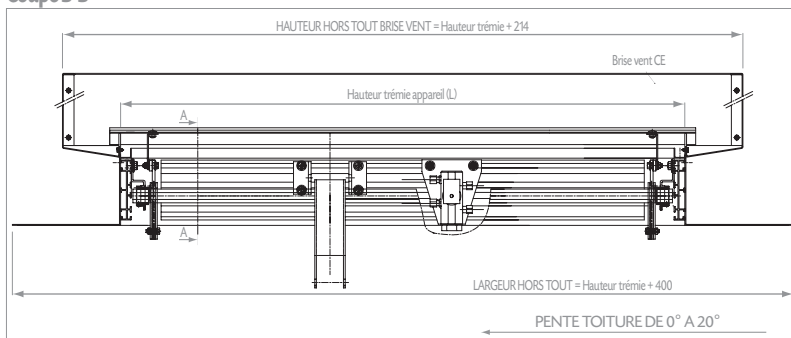 HAUTEUR HORS TOUT BRISE VENT = Hauteur trémie + 214
Brise vent CE
Hauteur trémie appareil (L)
A
A
LARGEUR HORS TOUT = Hauteur trémie + 400
PENTE TOITURE DE 0° A 20°